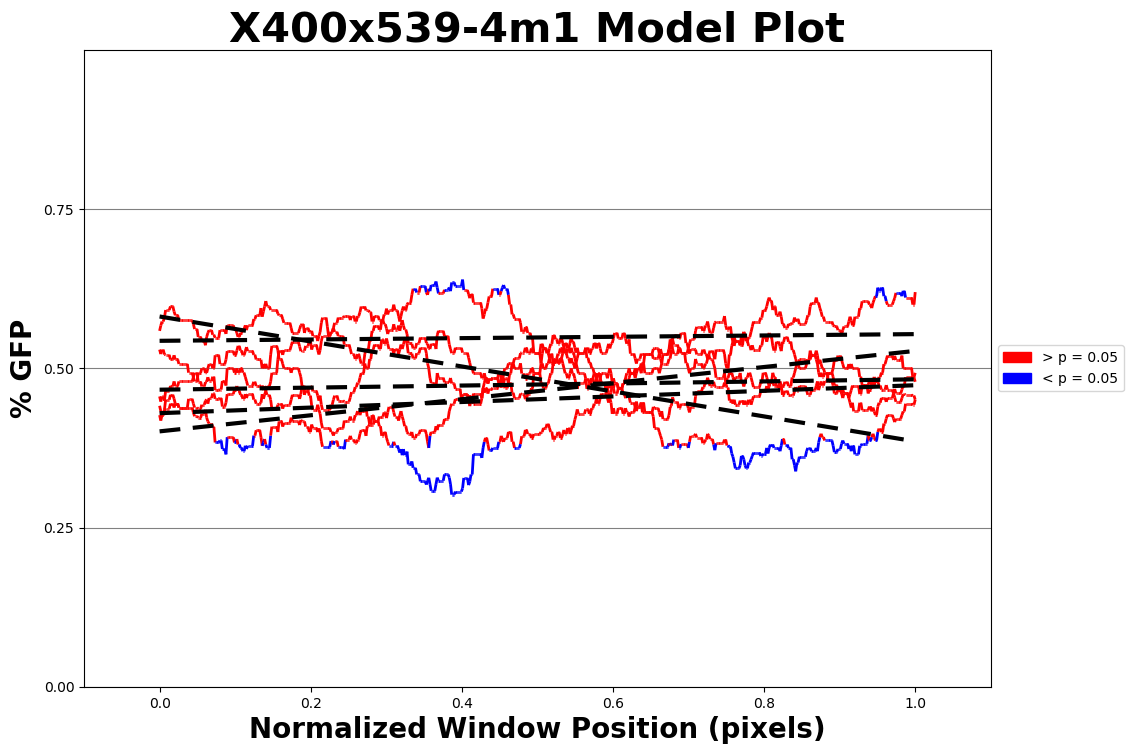 X400x539-4m1 Model Plot
% GFP
0.75
0.50
0.25
0.00
0.0 0.2 0.4 0.6 0.8 1.0
Normalized Window Position (pixels)
> p = 0.05
< p = 0.05